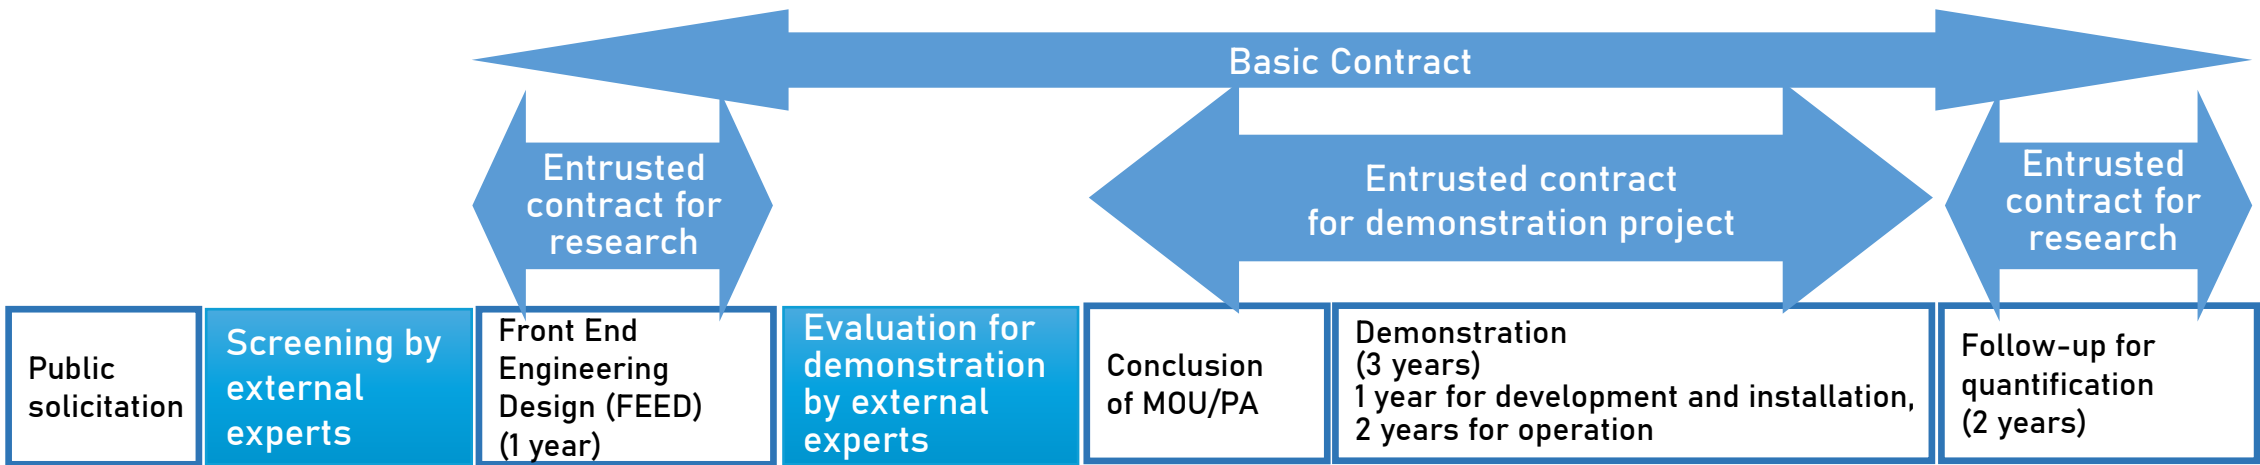 Basic Contract
Entrusted
contract for
research
Entrusted contract
for demonstration project
Entrusted
contract for
research
Public
solicitation
Screening by
external
experts
Front End
Engineering
Design (FEED)
(1 year)
Evaluation for
demonstration
by external
experts
Conclusion
of MOU/PA
Demonstration
(3 years)
1 year for development and installation,
2 years for operation
Follow-up for
quantification
(2 years)